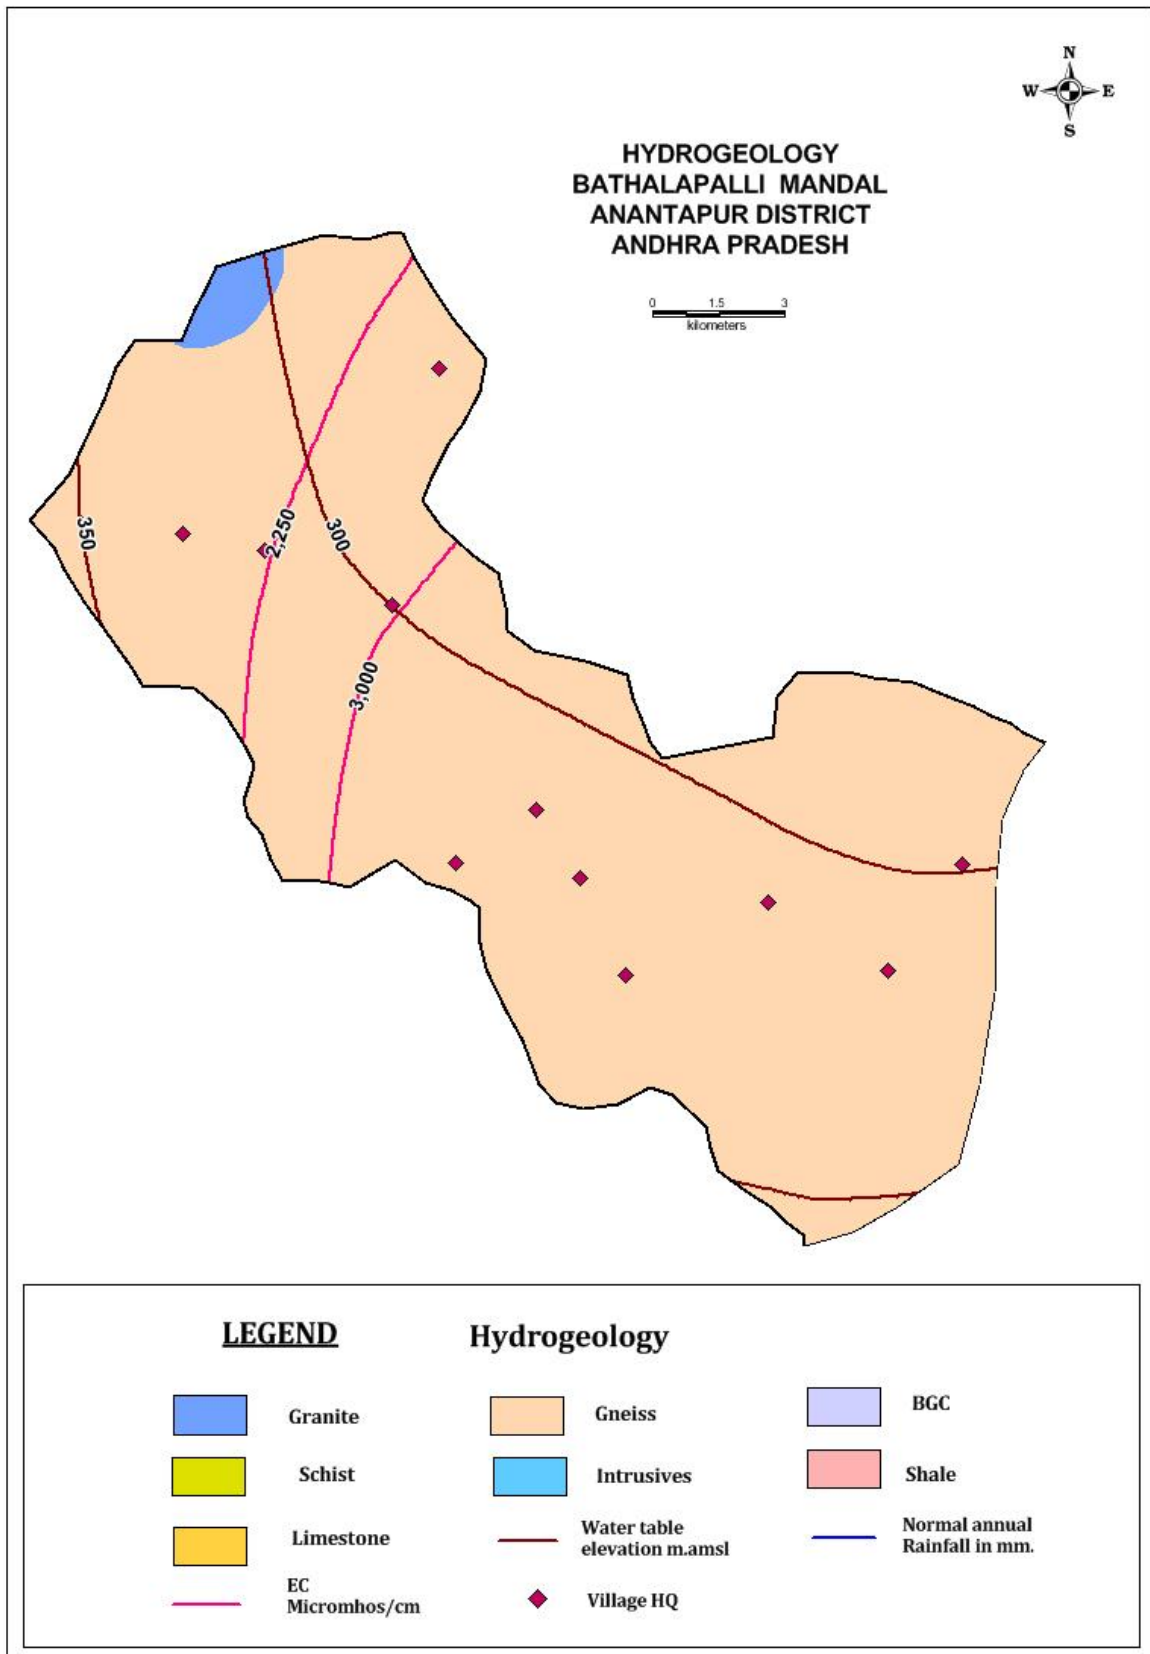 N
W E
S
HYDROGEOLOGY
BATHALAPALLI MANDAL
ANANTAPUR DISTRICT
ANDHRA PRADESH
0 1.5 3
kilometers
350
2,250
300
3,000
LEGEND
Hydrogeology
Granite
Gneiss
BGC
Schist
Intrusives
Shale
Limestone
Water table
elevation m.amsl
Normal annual
Rainfall in mm.
EC
Micromhos/cm
Village HQ